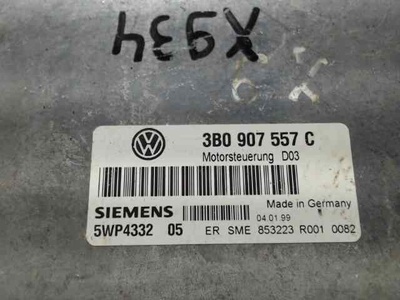 X934
3B0 907 557 C
Motorsteuerung D03
SIEMENS
Made in Germany
04.01.99
5WP4332 05
ER SME 853223 R001 0082